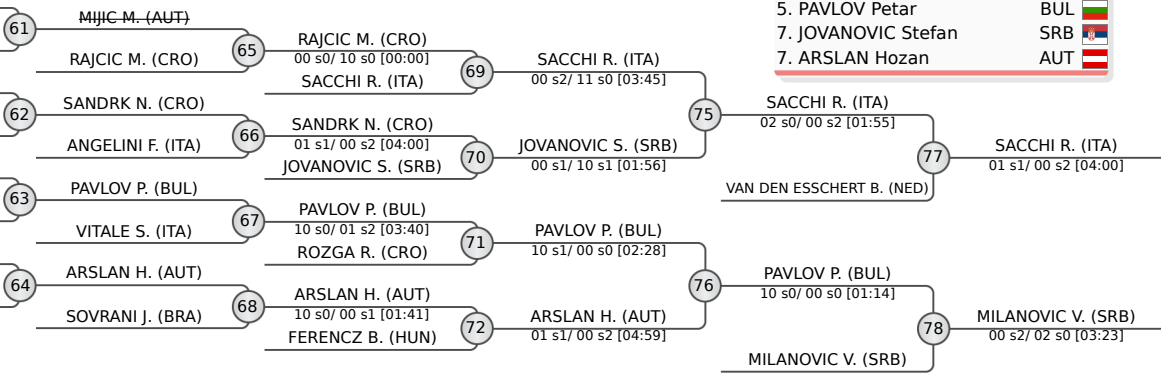 5. PAVLOV Petar BUL
7. JOVANOVIC Stefan SRB
7. ARSLAN Hozan AUT
61
MIJIC M. (AUT)
RAJCIC M. (CRO)
65
RAJCIC M. (CRO)
00 s0/ 10 s0 [00:00]
SACCHI R. (ITA)
69
SACCHI R. (ITA)
00 s2/ 11 s0 [03:45]
62
SANDRK N. (CRO)
ANGELINI F. (ITA)
66
SANDRK N. (CRO)
01 s1/ 00 s2 [04:00]
JOVANOVIC S. (SRB)
70
JOVANOVIC S. (SRB)
00 s1/ 10 s1 [01:56]
75
SACCHI R. (ITA)
02 s0/ 00 s2 [01:55]
VAN DEN ESSCHERT B. (NED)
77
SACCHI R. (ITA)
01 s1/ 00 s2 [04:00]
63
PAVLOV P. (BUL)
VITALE S. (ITA)
67
PAVLOV P. (BUL)
10 s0/ 01 s2 [03:40]
ROZGA R. (CRO)
71
PAVLOV P. (BUL)
10 s1/ 00 s0 [02:28]
64
ARSLAN H. (AUT)
SOVRANI J. (BRA)
68
ARSLAN H. (AUT)
10 s0/ 00 s1 [01:41]
FERENCZ B. (HUN)
72
ARSLAN H. (AUT)
01 s1/ 00 s2 [04:59]
76
PAVLOV P. (BUL)
10 s0/ 00 s0 [01:14]
MILANOVIC V. (SRB)
78
MILANOVIC V. (SRB)
00 s2/ 02 s0 [03:23]